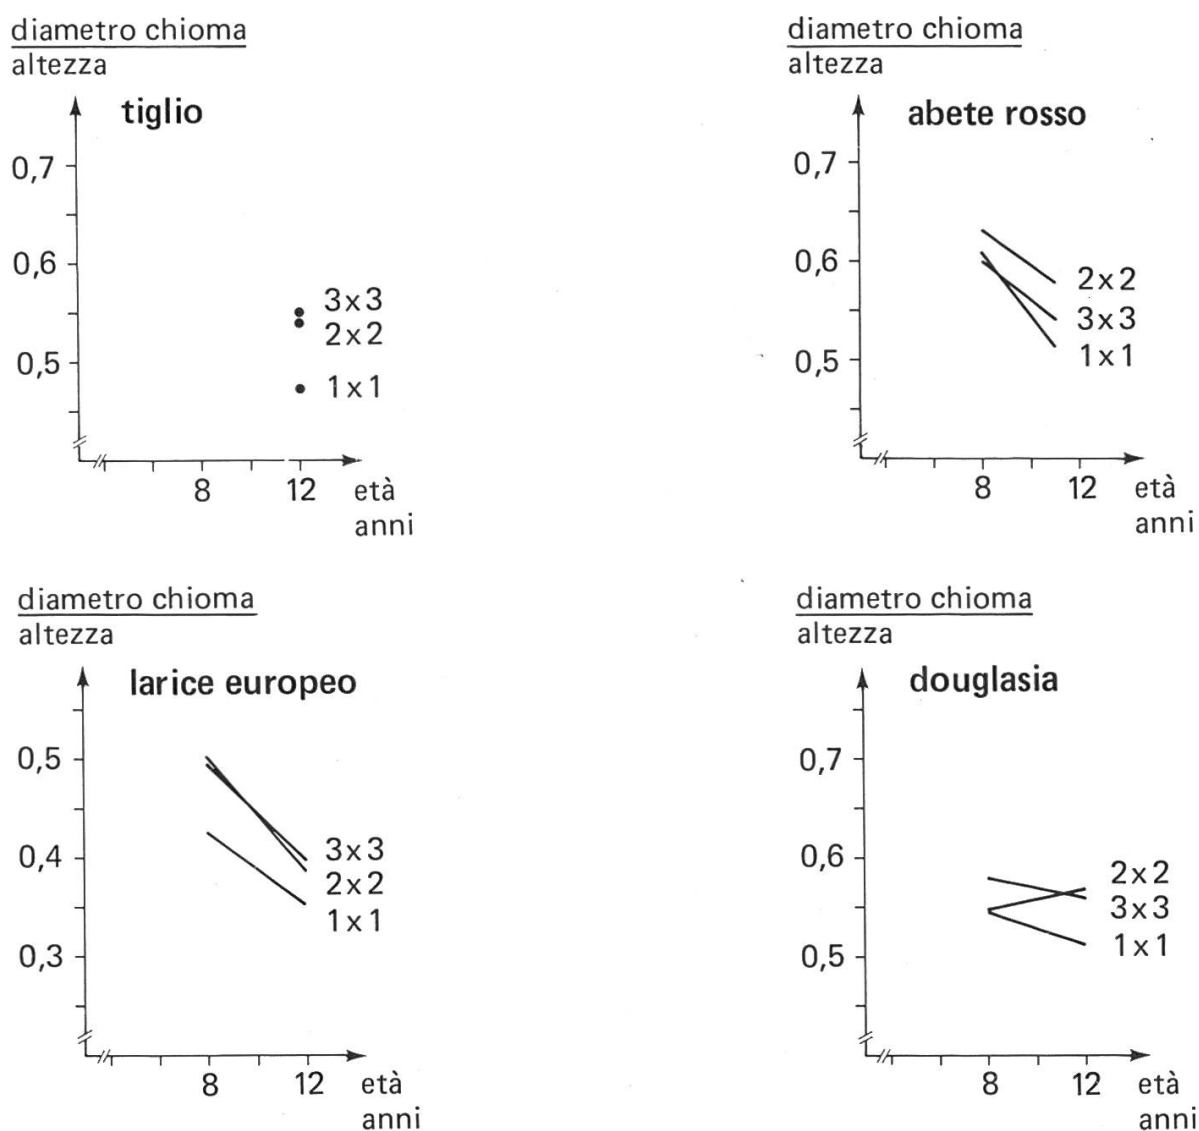 diametro chioma
altezza
tiglio
0,7
0,6
0,5
3x3
2x2
1x1
8 12 età
anni
diametro chioma
altezza
abete rosso
0,7
0,6
0,5
2x2
3x3
1x1
8 12 età
anni
diametro chioma
altezza
larice europeo
0,5
0,4
0,3
3x3
2x2
1x1
8 12 età
anni
diametro chioma
altezza
douglasia
0,7
0,6
0,5
2x2
3x3
1x1
8 12 età
anni